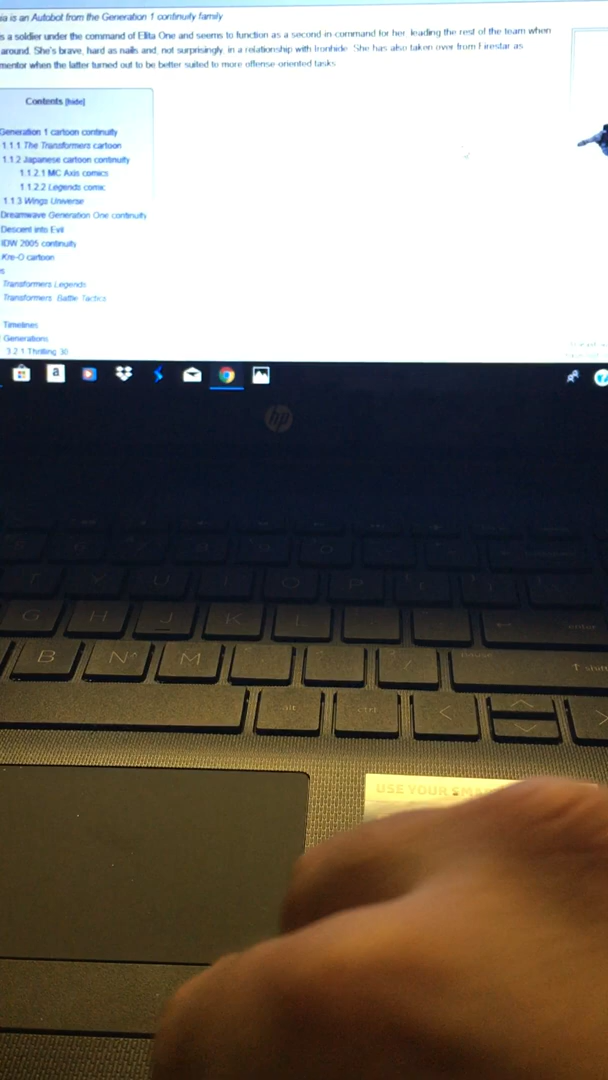 ia is an Autobot from the Generation 1 continuity family
s a soldier under the command of Elita One and seems to function as a second in command for her, leading the rest of the team when
around. She's brave, hard as nails and, not surprisingly, in a relationship with Ironhide. She has also taken over from Firestar as
mentor when the latter turned out to be better suited to more offense oriented tasks
Contents [hide]
Generation 1 cartoon continuity
1.1.1 The Transformers cartoon
1.1.2 Japanese cartoon continuity
1.1.2.1 MC Axis comics
1.1.2.2 Legends comic
1.1.3 Wings Universe
Dreamwave Generation One continuity
Descent into Evil
IDW 2005 continuity
Kre-O cartoon
s
Transformers Legends
Transformers Battle Tactics
Timelines
Generations
3.2.1 Thrilling 30
a
hp
T Y U I O P
G H J K L
enter
B N M
pause
shift
alt ctrl < >
USE YOUR SMA